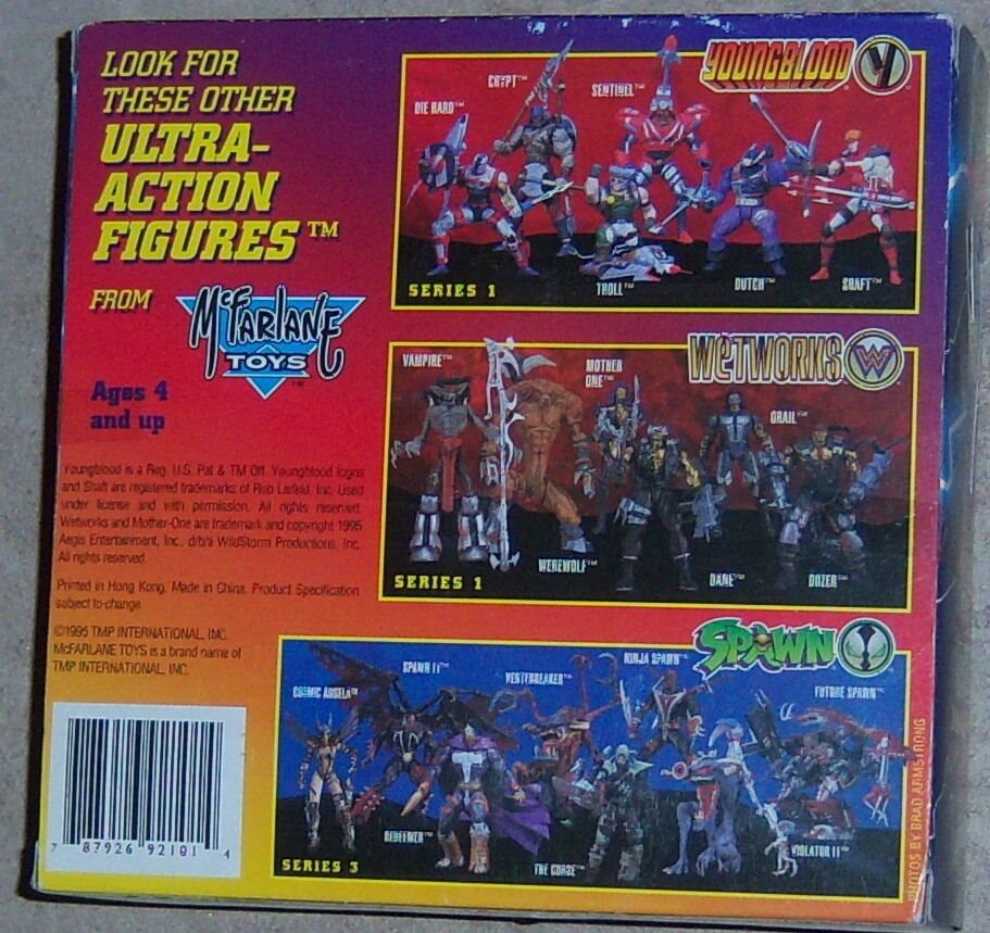 LOOK FOR
THESE OTHER
ULTRA-
ACTION
FIGURES™
FROM
McFARLANE
TOYS™
Ages 4
and up
Youngblood is a Reg. U.S. Pat & TM Off. Youngblood logos
and Shaft are registered trademarks of Rob Liefeld, Inc. Used
under license and with permission. All rights reserved.
Wetworks and Mother-One are trademark and copyright 1995
Aegis Entertainment, Inc., d/b/a WildStorm Productions, Inc.
All rights reserved.
Printed in Hong Kong. Made in China. Product Specification
subject to change.
©1995 TMP INTERNATIONAL, INC.
McFARLANE TOYS is a brand name of
TMP INTERNATIONAL, INC.
7 87926 92101 4
YOUNGBLOOD Y
CRYPT™
SENTINEL™
DIE HARD™
SERIES 1
TROLL™
DUTCH™
SHAFT™
WETWORKS W
VAMPIRE™
MOTHER
ONE™
GRAIL™
WEREWOLF™
SERIES 1
DANE™
DOZER™
SPAWN
SPAWN II™
NINJA SPAWN™
VERTEBREAKER™
COSMIC ANGELA™
FUTURE SPAWN™
REDEEMER™
SERIES 3
THE CURSE™
VIOLATOR II™
PHOTOS BY BRAD ARMSTRONG